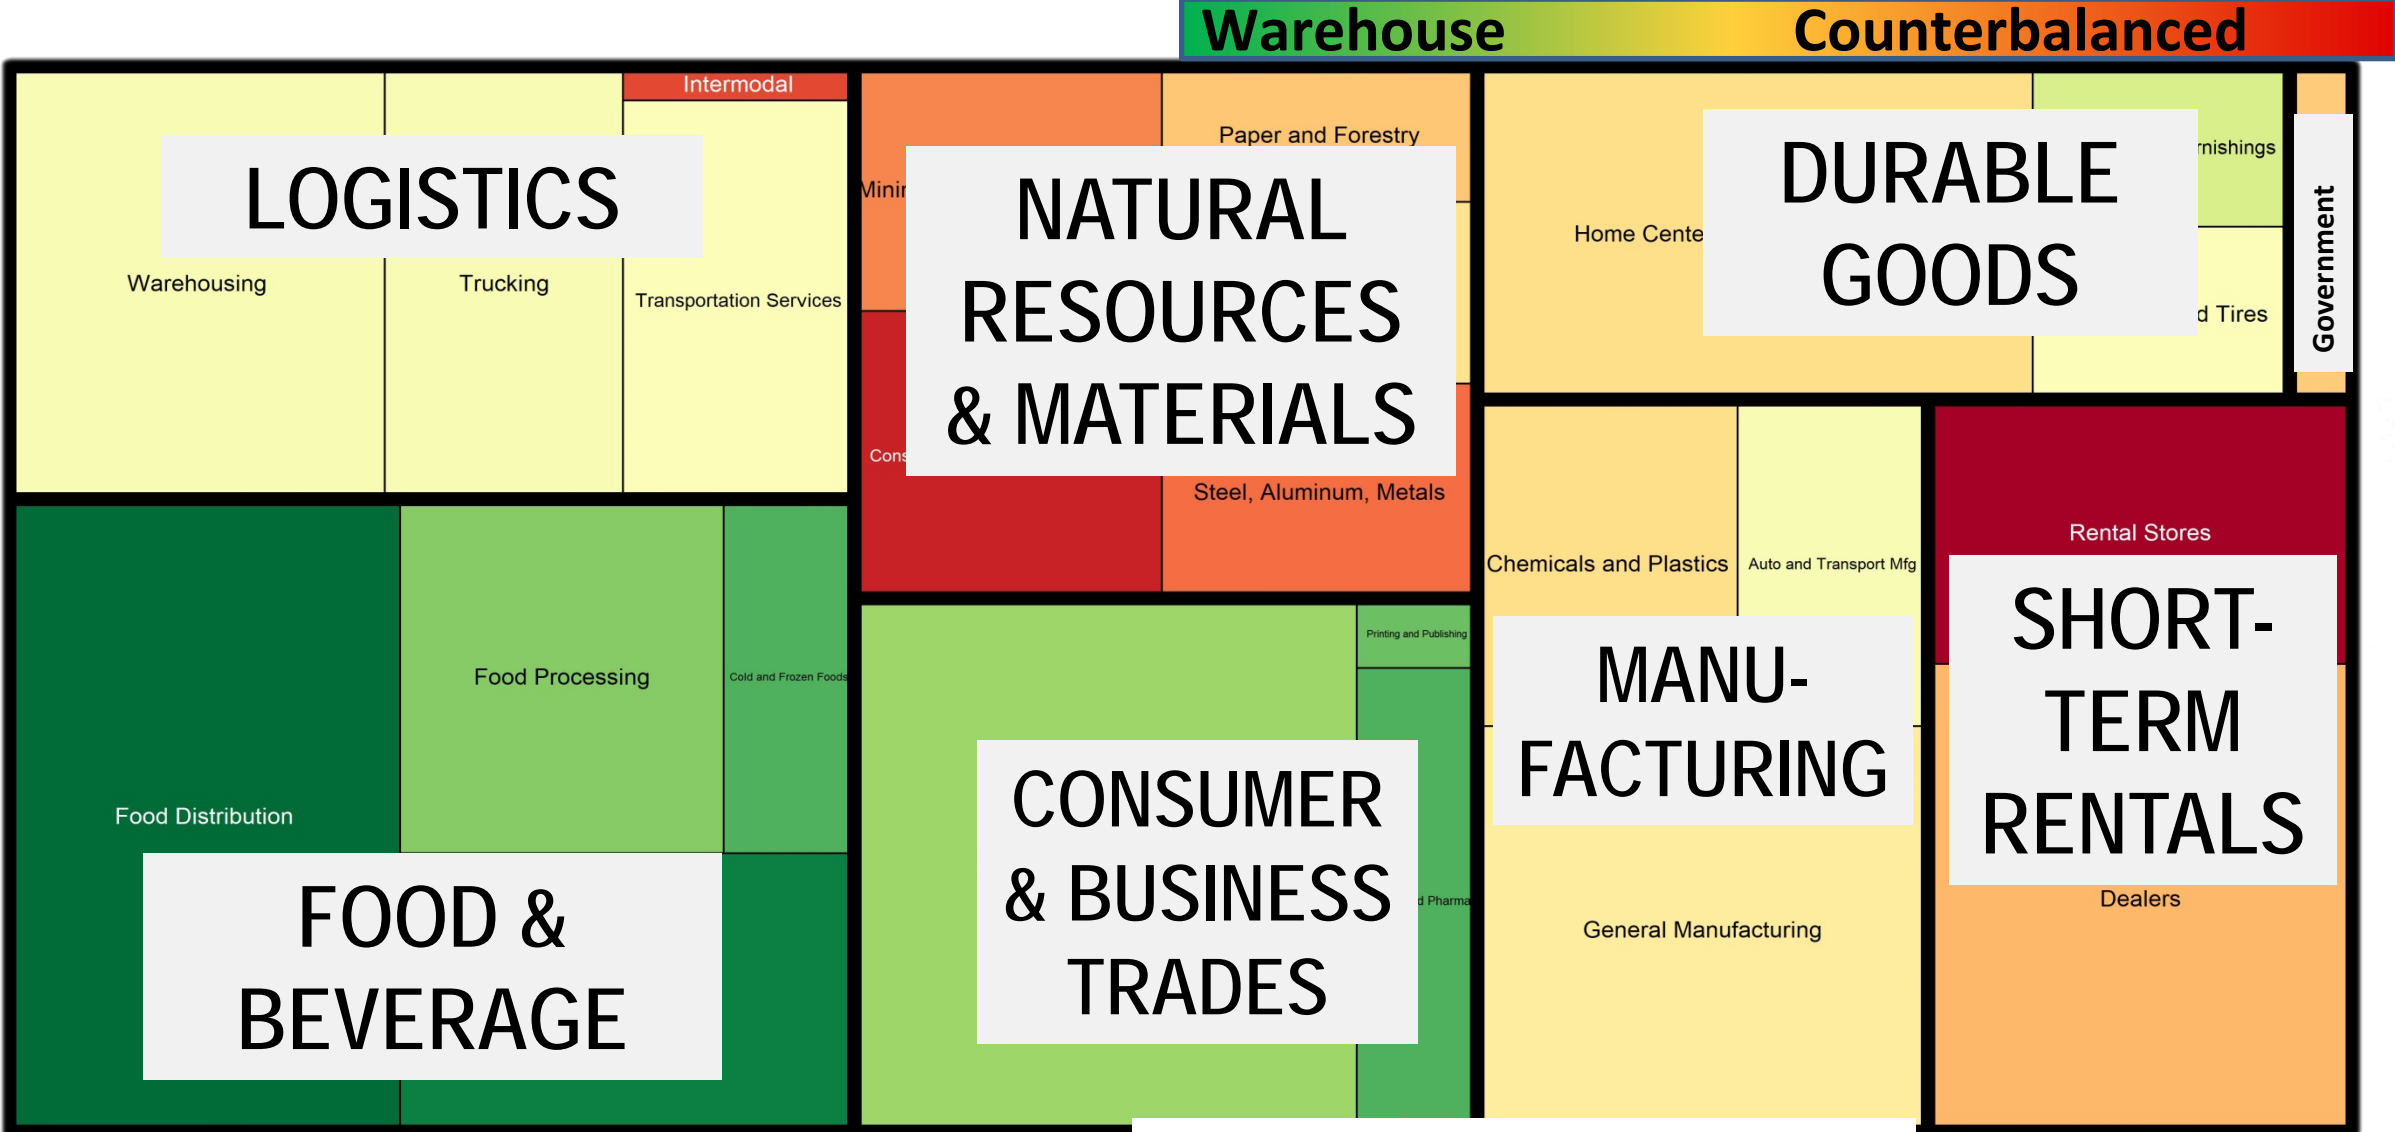 Warehouse
Counterbalanced
Intermodal
LOGISTICS
Warehousing
Trucking
Transportation Services
Paper and Forestry
NATURAL
RESOURCES
& MATERIALS
Steel, Aluminum, Metals
DURABLE
GOODS
Home Cente
rnishings
d Tires
Government
Food Distribution
Food Processing
Cold and Frozen Foods
FOOD &
BEVERAGE
Printing and Publishing
CONSUMER
& BUSINESS
TRADES
d Pharma
Chemicals and Plastics
Auto and Transport Mfg
MANU-
FACTURING
General Manufacturing
Rental Stores
SHORT-
TERM
RENTALS
Dealers